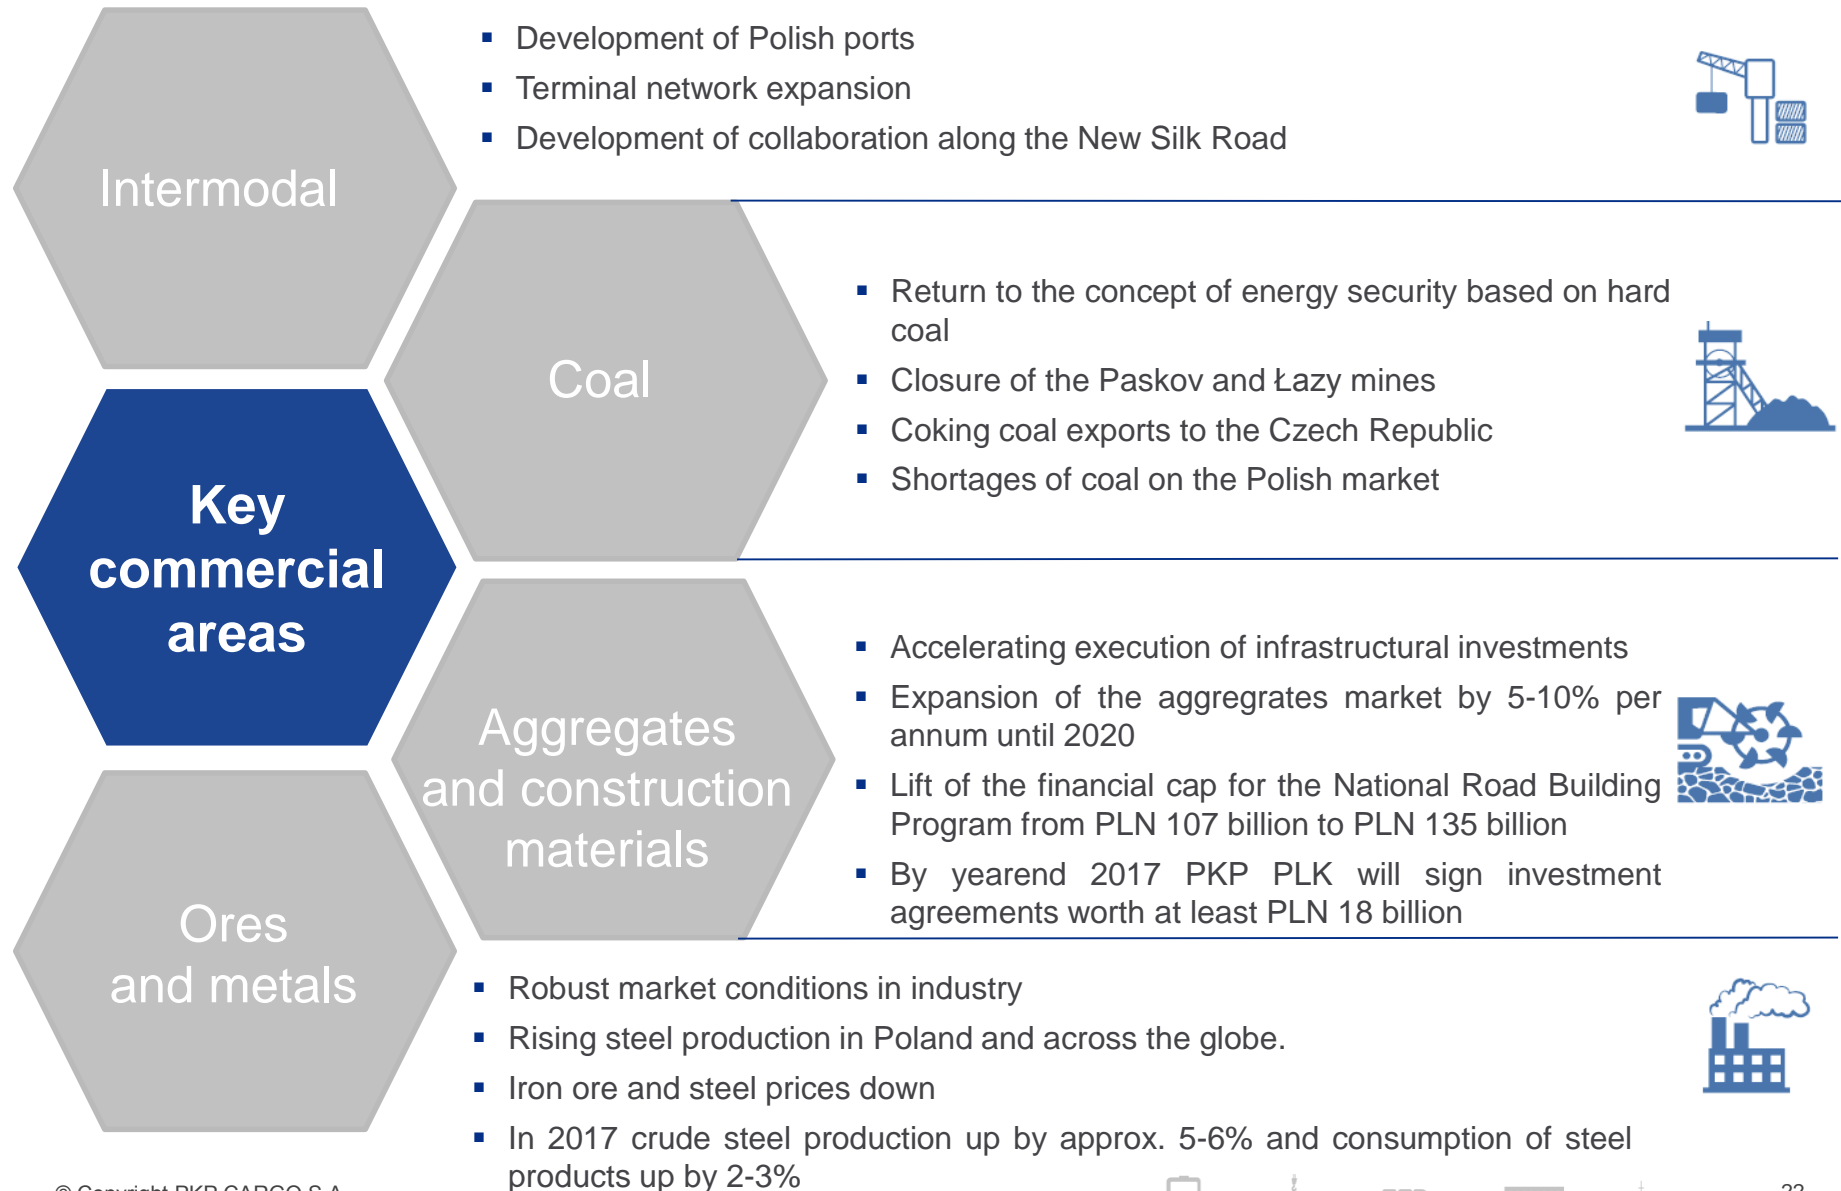 Intermodal
▪ Development of Polish ports
▪ Terminal network expansion
▪ Development of collaboration along the New Silk Road
Coal
▪ Return to the concept of energy security based on hard
coal
▪ Closure of the Paskov and Łazy mines
▪ Coking coal exports to the Czech Republic
▪ Shortages of coal on the Polish market
Key
commercial
areas
Aggregates
and construction
materials
▪ Accelerating execution of infrastructural investments
▪ Expansion of the aggregrates market by 5-10% per
annum until 2020
▪ Lift of the financial cap for the National Road Building
Program from PLN 107 billion to PLN 135 billion
▪ By yearend 2017 PKP PLK will sign investment
agreements worth at least PLN 18 billion
Ores
and metals
▪ Robust market conditions in industry
▪ Rising steel production in Poland and across the globe.
▪ Iron ore and steel prices down
▪ In 2017 crude steel production up by approx. 5-6% and consumption of steel
products up by 2-3%
© Copyright PKP CARGO S.A.
22